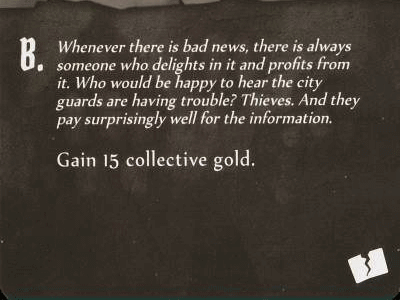 B. Whenever there is bad news, there is always
someone who delights in it and profits from
it. Who would be happy to hear the city
guards are having trouble? Thieves. And they
pay surprisingly well for the information.
Gain 15 collective gold.